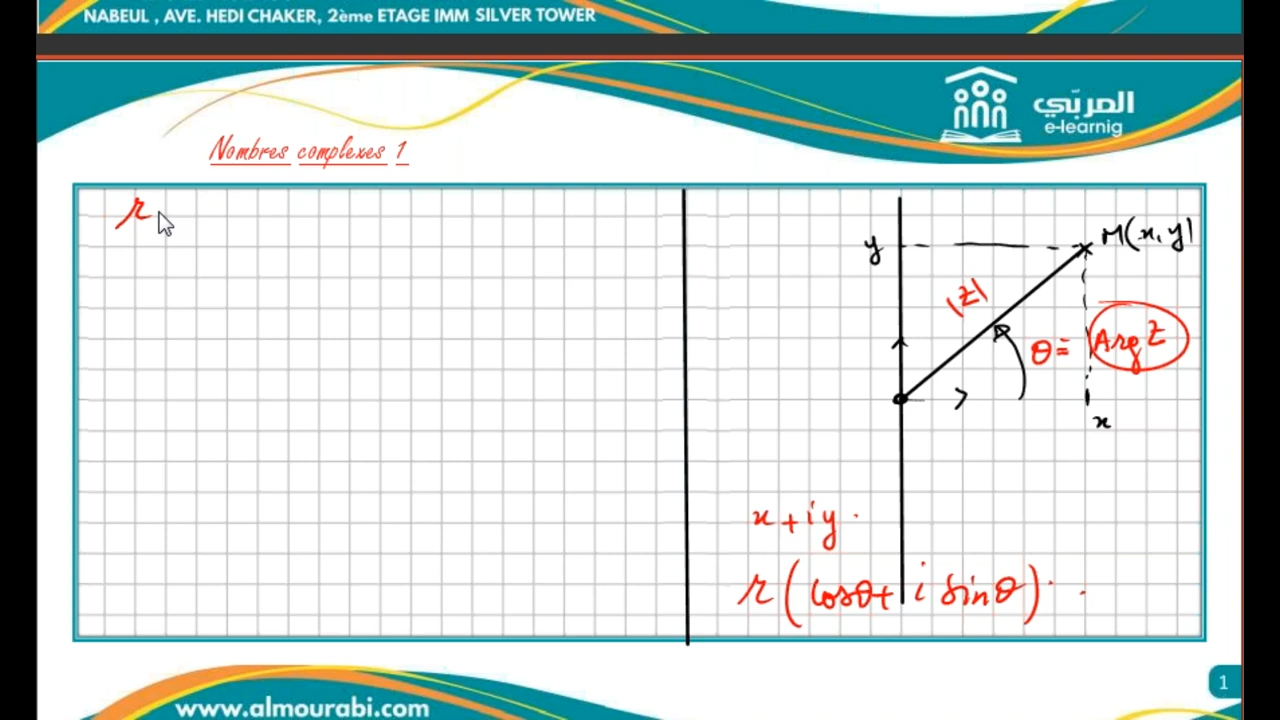 NABEUL , AVE. HEDI CHAKER, 2ème ETAGE IMM SILVER TOWER
المربّي
e-learnig
Nombres complexes 1
r
y
M(x,y)
|Z|
θ = Arg Z
x
x + iy .
r ( cosθ + i sinθ ) . .
www.almourabi.com
1